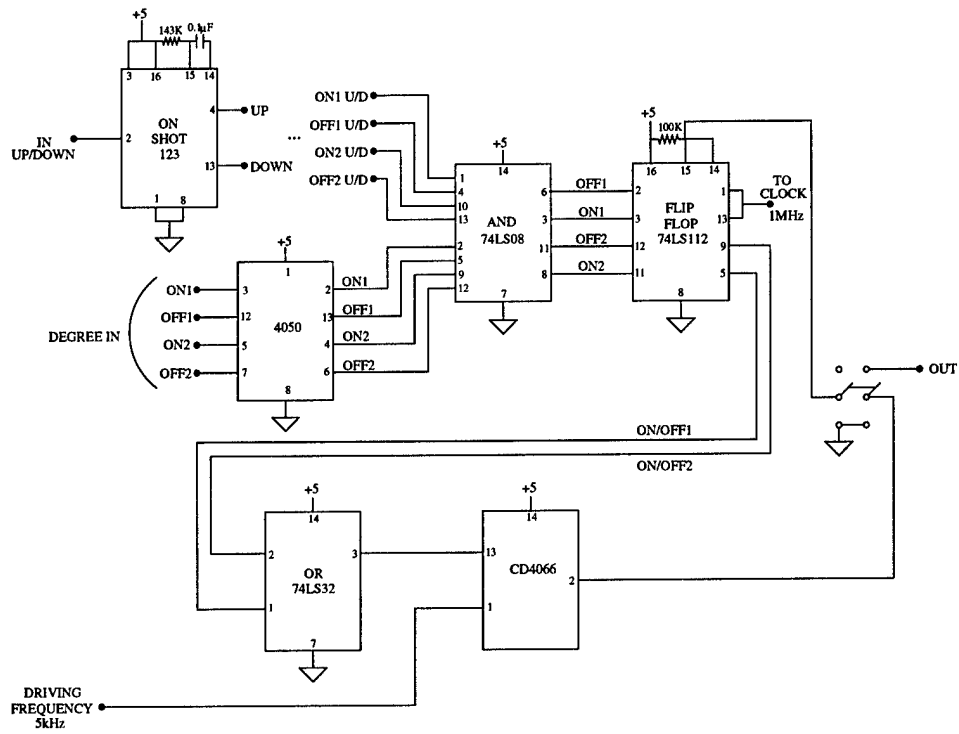 +5
143K
0.1µF
3
16
15
14
IN
UP/DOWN
2
ON
SHOT
123
4
UP
13
DOWN
1
8
...
ON1 U/D
OFF1 U/D
ON2 U/D
OFF2 U/D
+5
14
1
4
10
13
2
5
9
12
AND
74LS08
6
3
11
8
7
OFF1
ON1
OFF2
ON2
+5
100K
16
15
14
2
3
12
11
FLIP
FLOP
74LS112
1
13
9
5
8
TO
CLOCK
1MHz
+5
1
DEGREE IN
ON1
OFF1
ON2
OFF2
3
12
5
7
4050
2
13
4
6
8
ON1
OFF1
ON2
OFF2
OUT
ON/OFF1
ON/OFF2
+5
14
2
1
OR
74LS32
3
7
+5
14
13
1
CD4066
2
DRIVING
FREQUENCY
5kHz